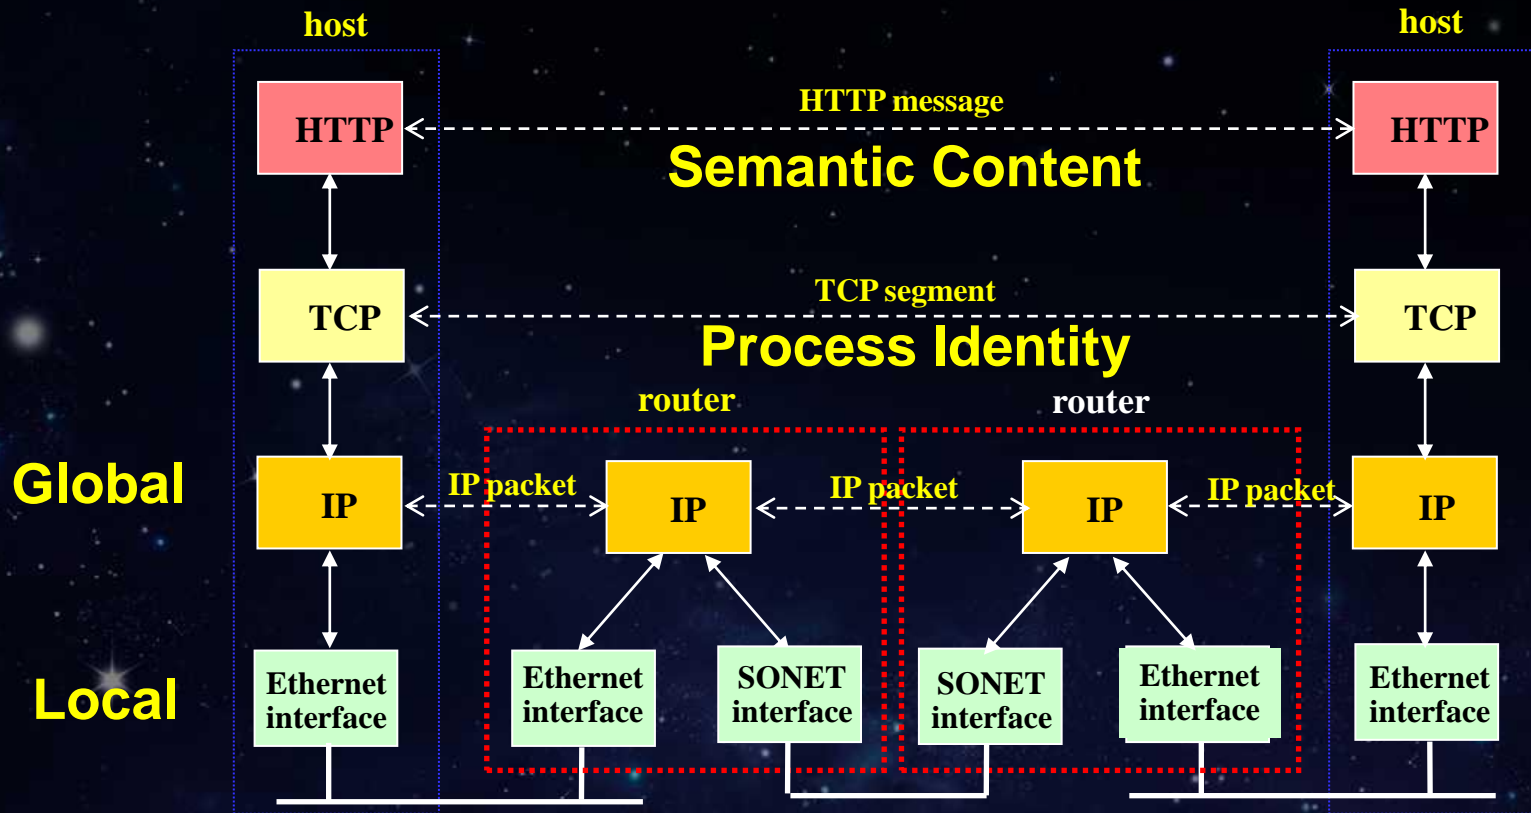 host
host
HTTP
HTTP message
HTTP
Semantic Content
TCP
TCP segment
TCP
Process Identity
router
router
Global
IP
IP packet
IP
IP packet
IP
IP packet
IP
Local
Ethernet
interface
Ethernet
interface
SONET
interface
SONET
interface
Ethernet
interface
Ethernet
interface